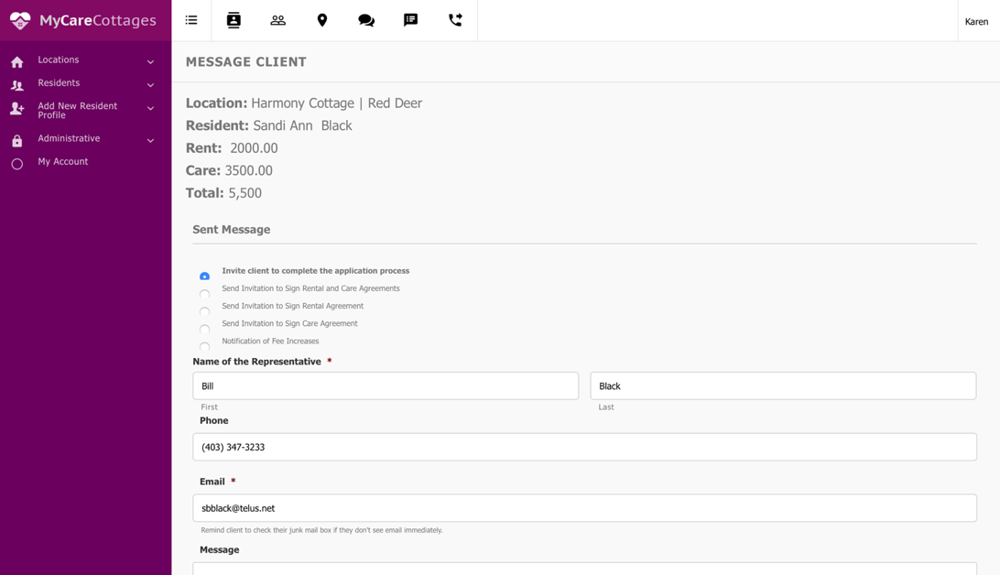 MyCareCottages
Karen
Locations
Residents
Add New Resident
Profile
Administrative
My Account
MESSAGE CLIENT
Location: Harmony Cottage | Red Deer
Resident: Sandi Ann Black
Rent: 2000.00
Care: 3500.00
Total: 5,500
Sent Message
Invite client to complete the application process
Send Invitation to Sign Rental and Care Agreements
Send Invitation to Sign Rental Agreement
Send Invitation to Sign Care Agreement
Notification of Fee Increases
Name of the Representative *
Bill Black
First Last
Phone
(403) 347-3233
Email *
sbblack@telus.net
Remind client to check their junk mail box if they don't see email immediately.
Message